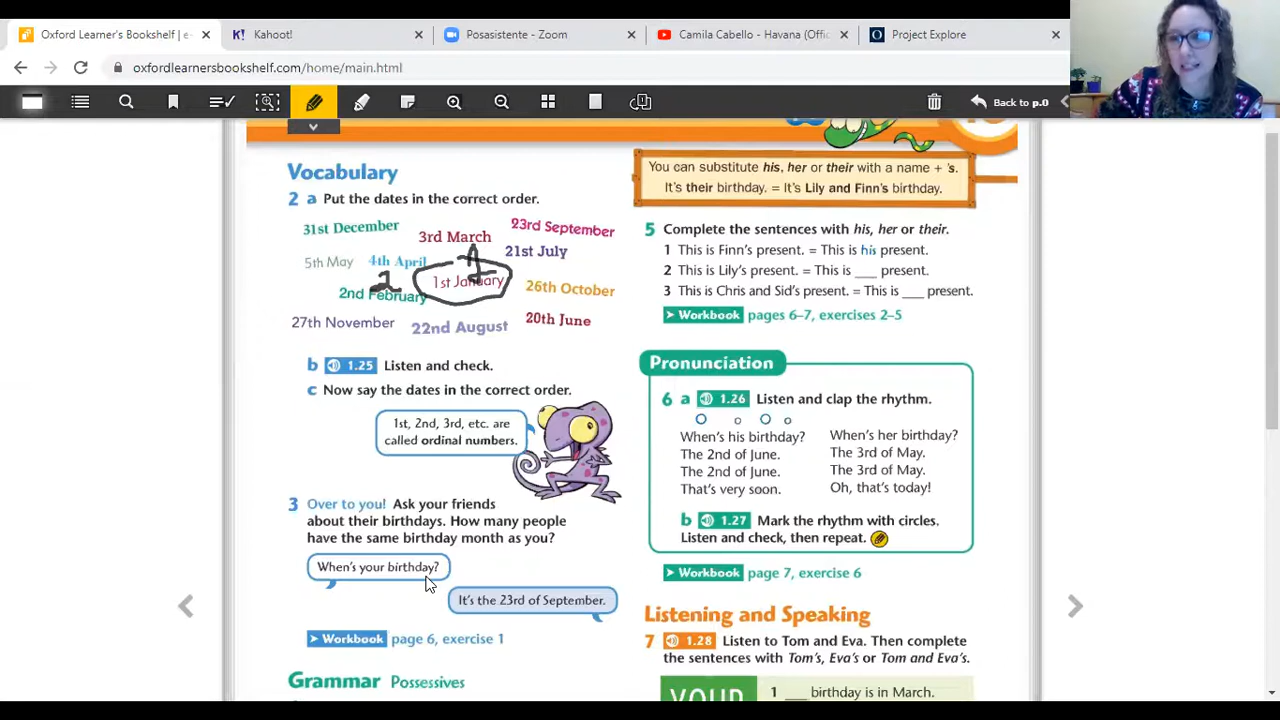 Oxford Learner's Bookshelf | e
Kahoot!
Posasistente - Zoom
Camila Cabello - Havana (Offi
Project Explore
oxfordlearnersbookshelf.com/home/main.html
Back to p.0
Vocabulary
2 a Put the dates in the correct order.
31st December
3rd March
23rd September
5th May
4th April
21st July
1
2
2nd February
1st January
26th October
27th November
22nd August
20th June
b 1.25 Listen and check.
c Now say the dates in the correct order.
1st, 2nd, 3rd, etc. are
called ordinal numbers.
3 Over to you! Ask your friends
about their birthdays. How many people
have the same birthday month as you?
When's your birthday?
It's the 23rd of September.
Workbook page 6, exercise 1
Grammar Possessives
You can substitute his, her or their with a name + 's.
It's their birthday. = It's Lily and Finn's birthday.
5 Complete the sentences with his, her or their.
1 This is Finn's present. = This is his present.
2 This is Lily's present. = This is ___ present.
3 This is Chris and Sid's present. = This is ___ present.
Workbook pages 6–7, exercises 2–5
Pronunciation
6 a 1.26 Listen and clap the rhythm.
When's his birthday?
The 2nd of June.
The 2nd of June.
That's very soon.
When's her birthday?
The 3rd of May.
The 3rd of May.
Oh, that's today!
b 1.27 Mark the rhythm with circles.
Listen and check, then repeat.
Workbook page 7, exercise 6
Listening and Speaking
7 1.28 Listen to Tom and Eva. Then complete
the sentences with Tom's, Eva's or Tom and Eva's.
YOUR
1 ___ birthday is in March.